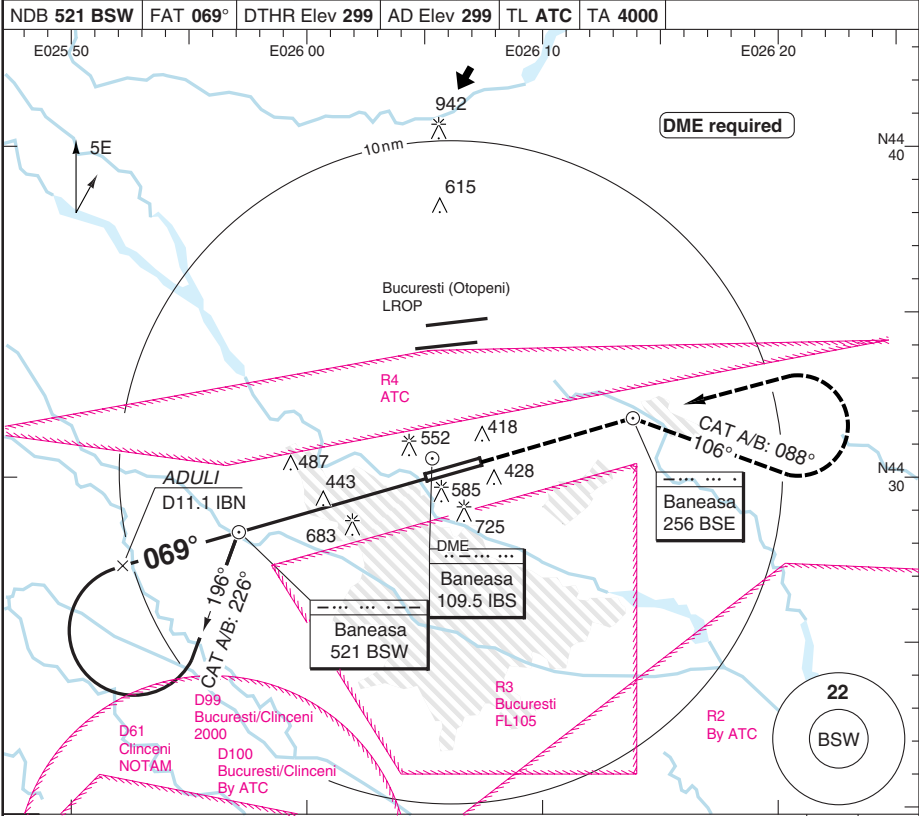 NDB 521 BSW FAT 069° DTHR Elev 299 AD Elev 299 TL ATC TA 4000
E025 50 E026 00 E026 10 E026 20
942
DME required
5E
10nm
N44
40
615
Bucuresti (Otopeni)
LROP
R4
ATC
418
552
CAT A/B: 088°
106°
487
428
N44
30
ADULI
D11.1 IBN
443
585
683
725
Baneasa
256 BSE
069°
DME
Baneasa
109.5 IBS
196°
CAT A/B: 226°
Baneasa
521 BSW
R3
Bucuresti
FL105
D99
Bucuresti/Clinceni
2000
D61
Clinceni
NOTAM
D100
Bucuresti/Clinceni
By ATC
R2
By ATC
22
BSW